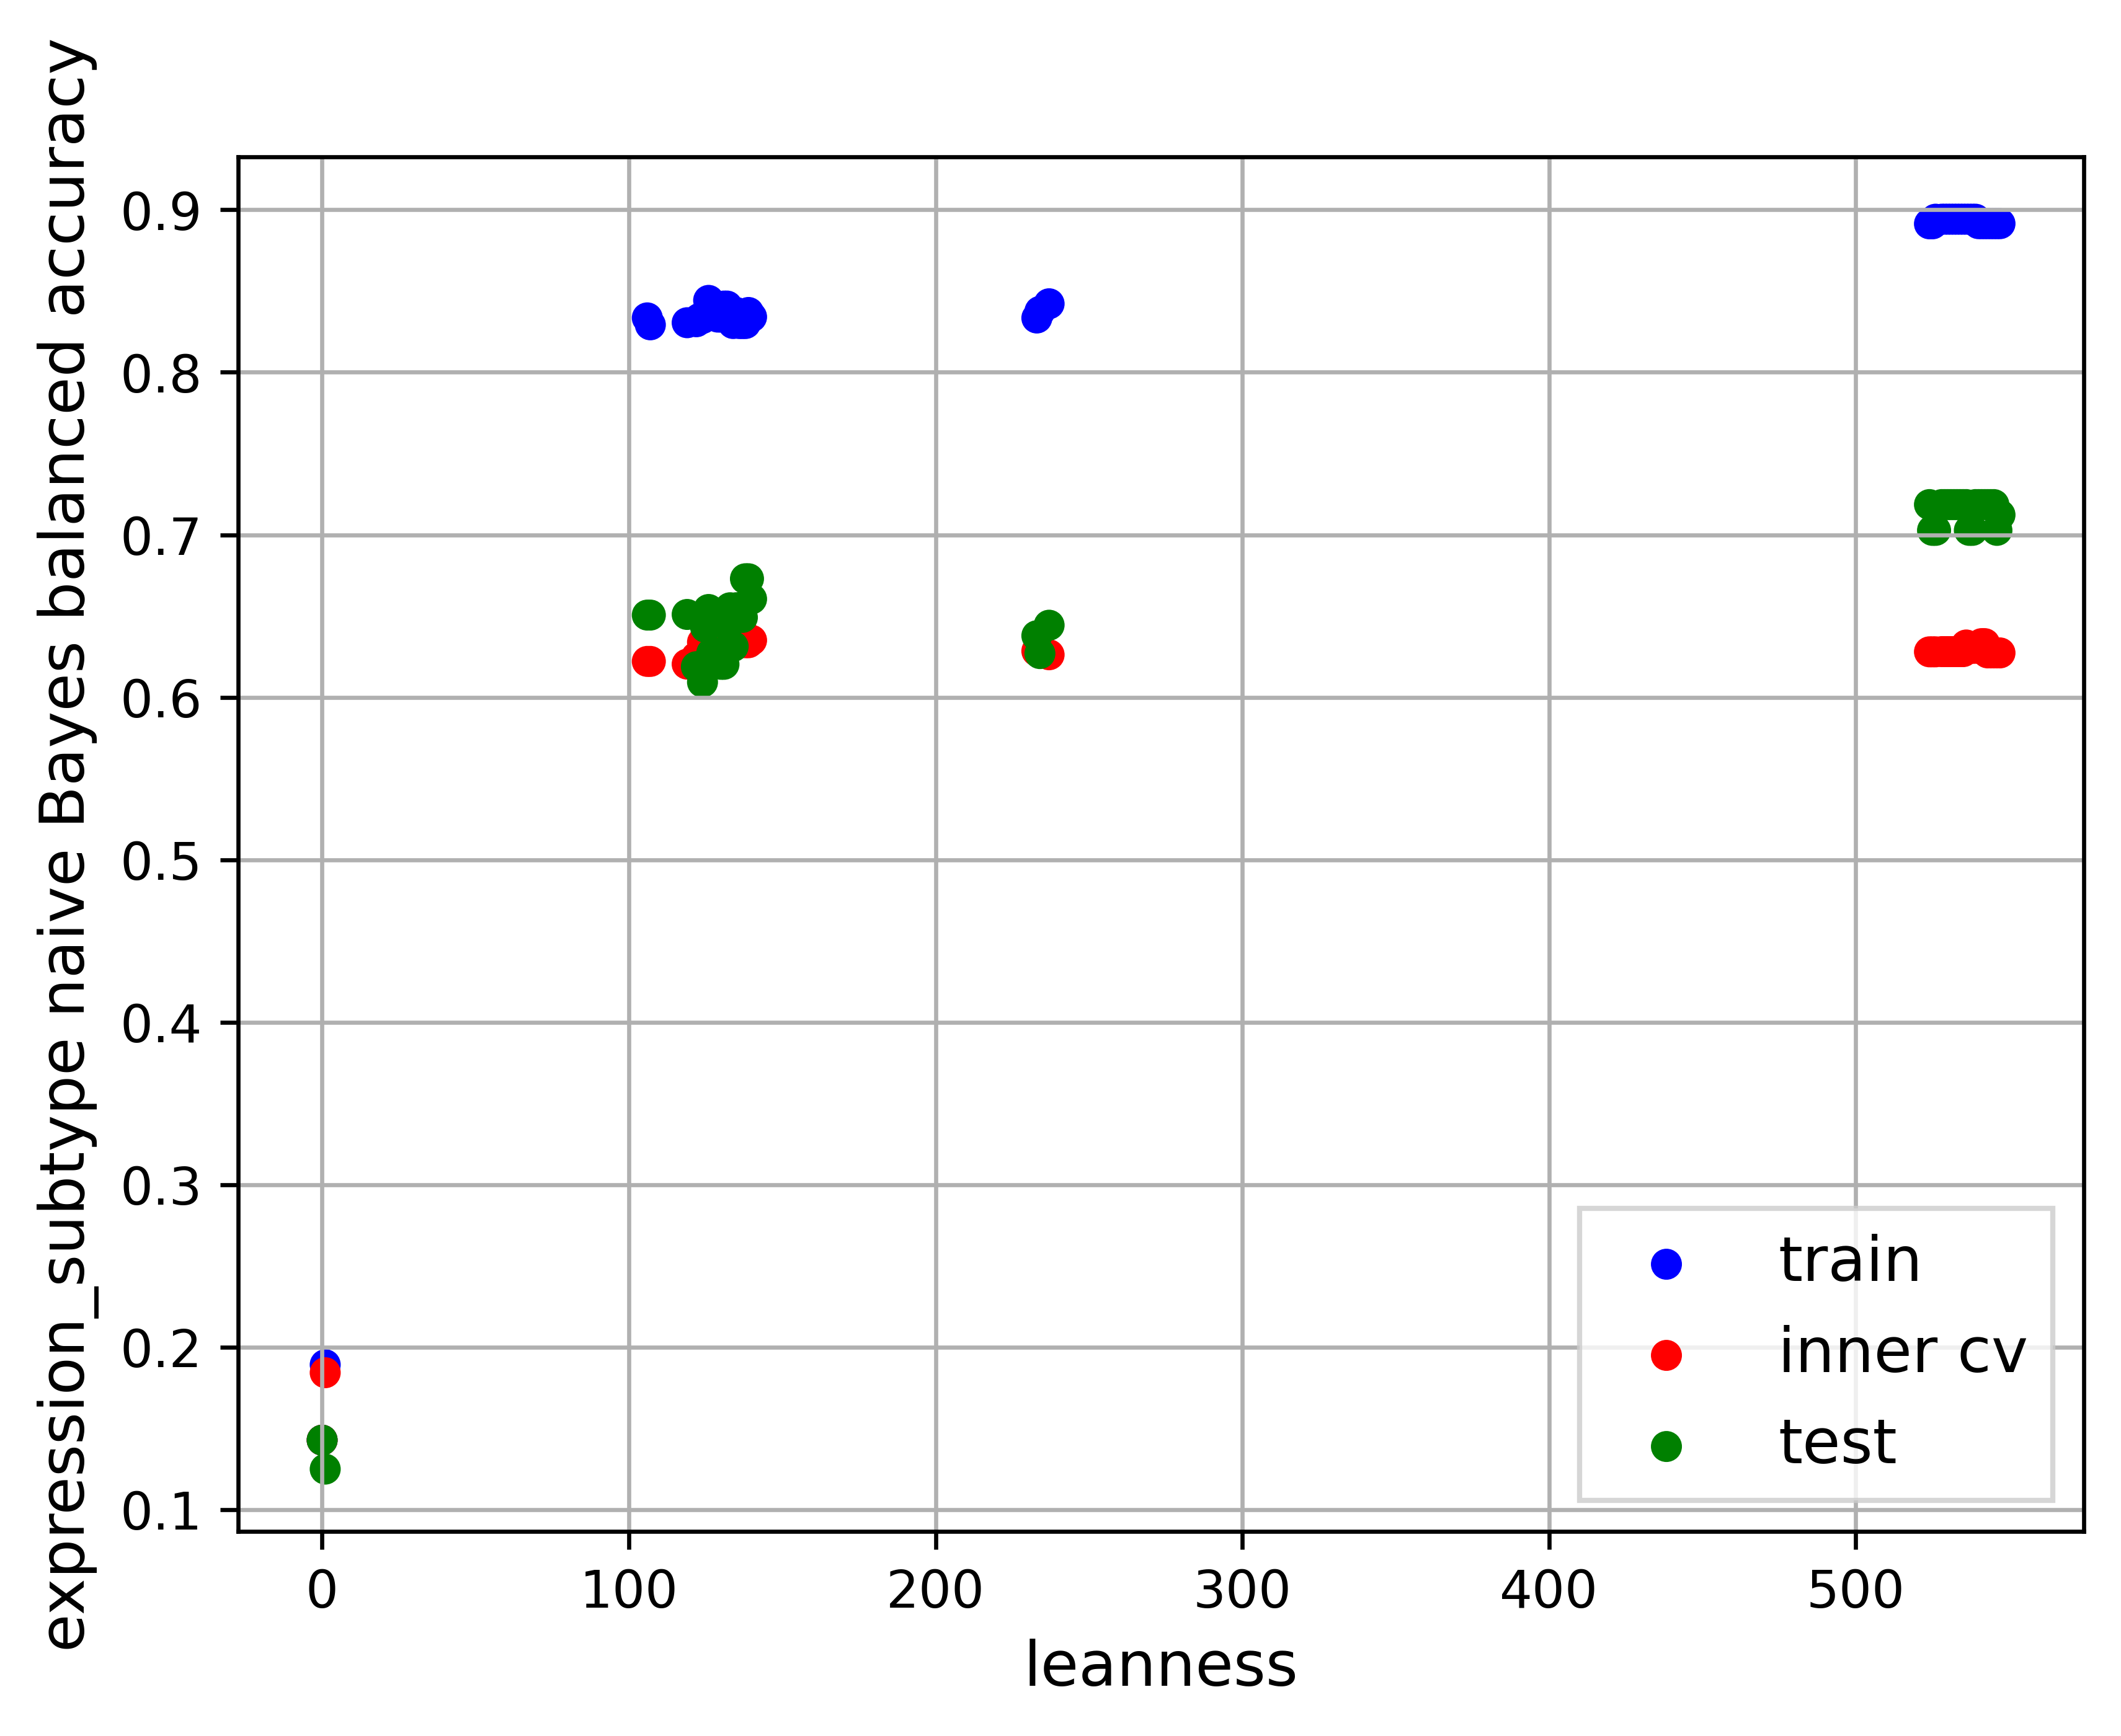 expression_subtype naive Bayes balanced accuracy
0.9
0.8
0.7
0.6
0.5
0.4
0.3
0.2
0.1
0 100 200 300 400 500
leanness
train
inner cv
test